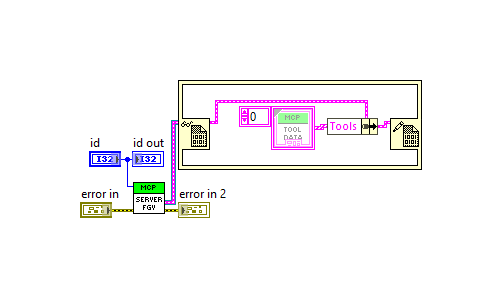 0
MCP
TOOL
DATA
Tools
id
id out
I32
I32
MCP
SERVER
FGV
error in
error in 2